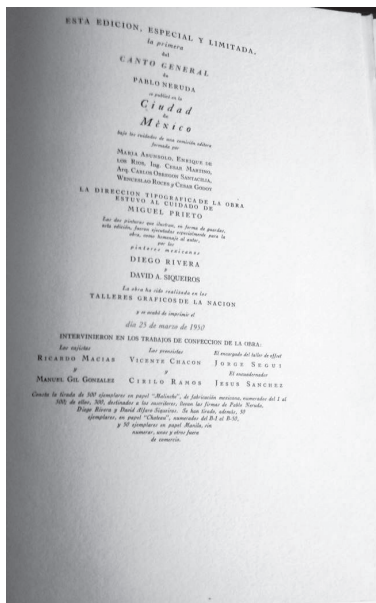 ESTA EDICION, ESPECIAL Y LIMITADA,
la primera
del
CANTO GENERAL
de
PABLO NERUDA
se publicó en la
Ciudad
de
México
bajo los cuidados de una comisión editora
formada por
MARIA ASUNSOLO, ENRIQUE DE
LOS RIOS, Ing. CESAR MARTINO,
Arq. CARLOS OBREGON SANTACILIA,
WENCESLAO ROCES y CESAR GODOY
LA DIRECCION TIPOGRAFICA DE LA OBRA
ESTUVO AL CUIDADO DE
MIGUEL PRIETO
Las dos pinturas que ilustran, en forma de guardas,
esta edición, fueron ejecutadas especialmente para la
obra, como homenaje al autor,
por los
pintores mexicanos
DIEGO RIVERA
y
DAVID A. SIQUEIROS
La obra ha sido realizada en los
TALLERES GRAFICOS DE LA NACION
y se acabó de imprimir el
día 25 de marzo de 1950
INTERVINIERON EN LOS TRABAJOS DE CONFECCION DE LA OBRA:
Los cajistas Los prensistas El encargado del taller de offset
RICARDO MACIAS VICENTE CHACON JORGE SEGUI
y y El encuadernador
MANUEL GIL GONZALEZ CIRILO RAMOS JESUS SANCHEZ
Consta la tirada de 500 ejemplares en papel "Malinche", de fabricación mexicana, numerados del 1 al
500; de ellos, 300, destinados a los suscritores, llevan las firmas de Pablo Neruda,
Diego Rivera y David Alfaro Siqueiros. Se han tirado, además, 10
ejemplares, en papel "Chateau", numerados del B-1 al B-10,
y 50 ejemplares en papel Manila, sin
numerar, unos y otros fuera
de comercio.